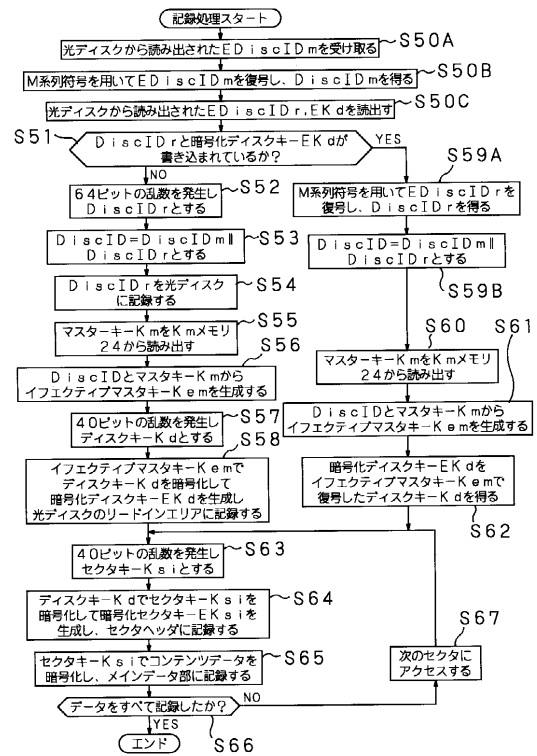 記録処理スタート
光ディスクから読み出されたEDiscIDmを受け取る
S50A
M系列符号を用いてEDiscIDmを復号し、DiscIDmを得る
S50B
光ディスクから読み出されたEDiscIDr,EKdを読出す
S50C
S51
DiscIDrと暗号化ディスクキーEKdが
書き込まれているか?
YES
NO
64ビットの乱数を発生し
DiscIDrとする
S52
DiscID=DiscIDm‖
DiscIDrとする
S53
DiscIDrを光ディスク
に記録する
S54
マスターキーKmをKmメモリ
24から読み出す
S55
DiscIDとマスタキーKmから
イフェクティブマスタキーKemを生成する
S56
40ビットの乱数を発生し
ディスクキーKdとする
S57
イフェクティブマスタキーKemで
ディスクキーKdを暗号化して
暗号化ディスクキーEKdを生成し
光ディスクのリードインエリアに記録する
S58
S59A
M系列符号を用いてEDiscIDrを
復号し、DiscIDrを得る
DiscID=DiscIDm‖
DiscIDrとする
S59B
S60
マスターキーKmをKmメモリ
24から読み出す
S61
DiscIDとマスタキーKmから
イフェクティブマスタキーKemを生成する
暗号化ディスクキーEKdを
イフェクティブマスタキーKemで
復号したディスクキーKdを得る
S62
40ビットの乱数を発生し
セクタキーKsiとする
S63
ディスクキーKdでセクタキーKsiを
暗号化して暗号化セクタキーEKsiを
生成し、セクタヘッダに記録する
S64
セクタキーKsiでコンテンツデータを
暗号化し、メインデータ部に記録する
S65
データをすべて記録したか?
NO
S66
YES
エンド
S67
次のセクタに
アクセスする